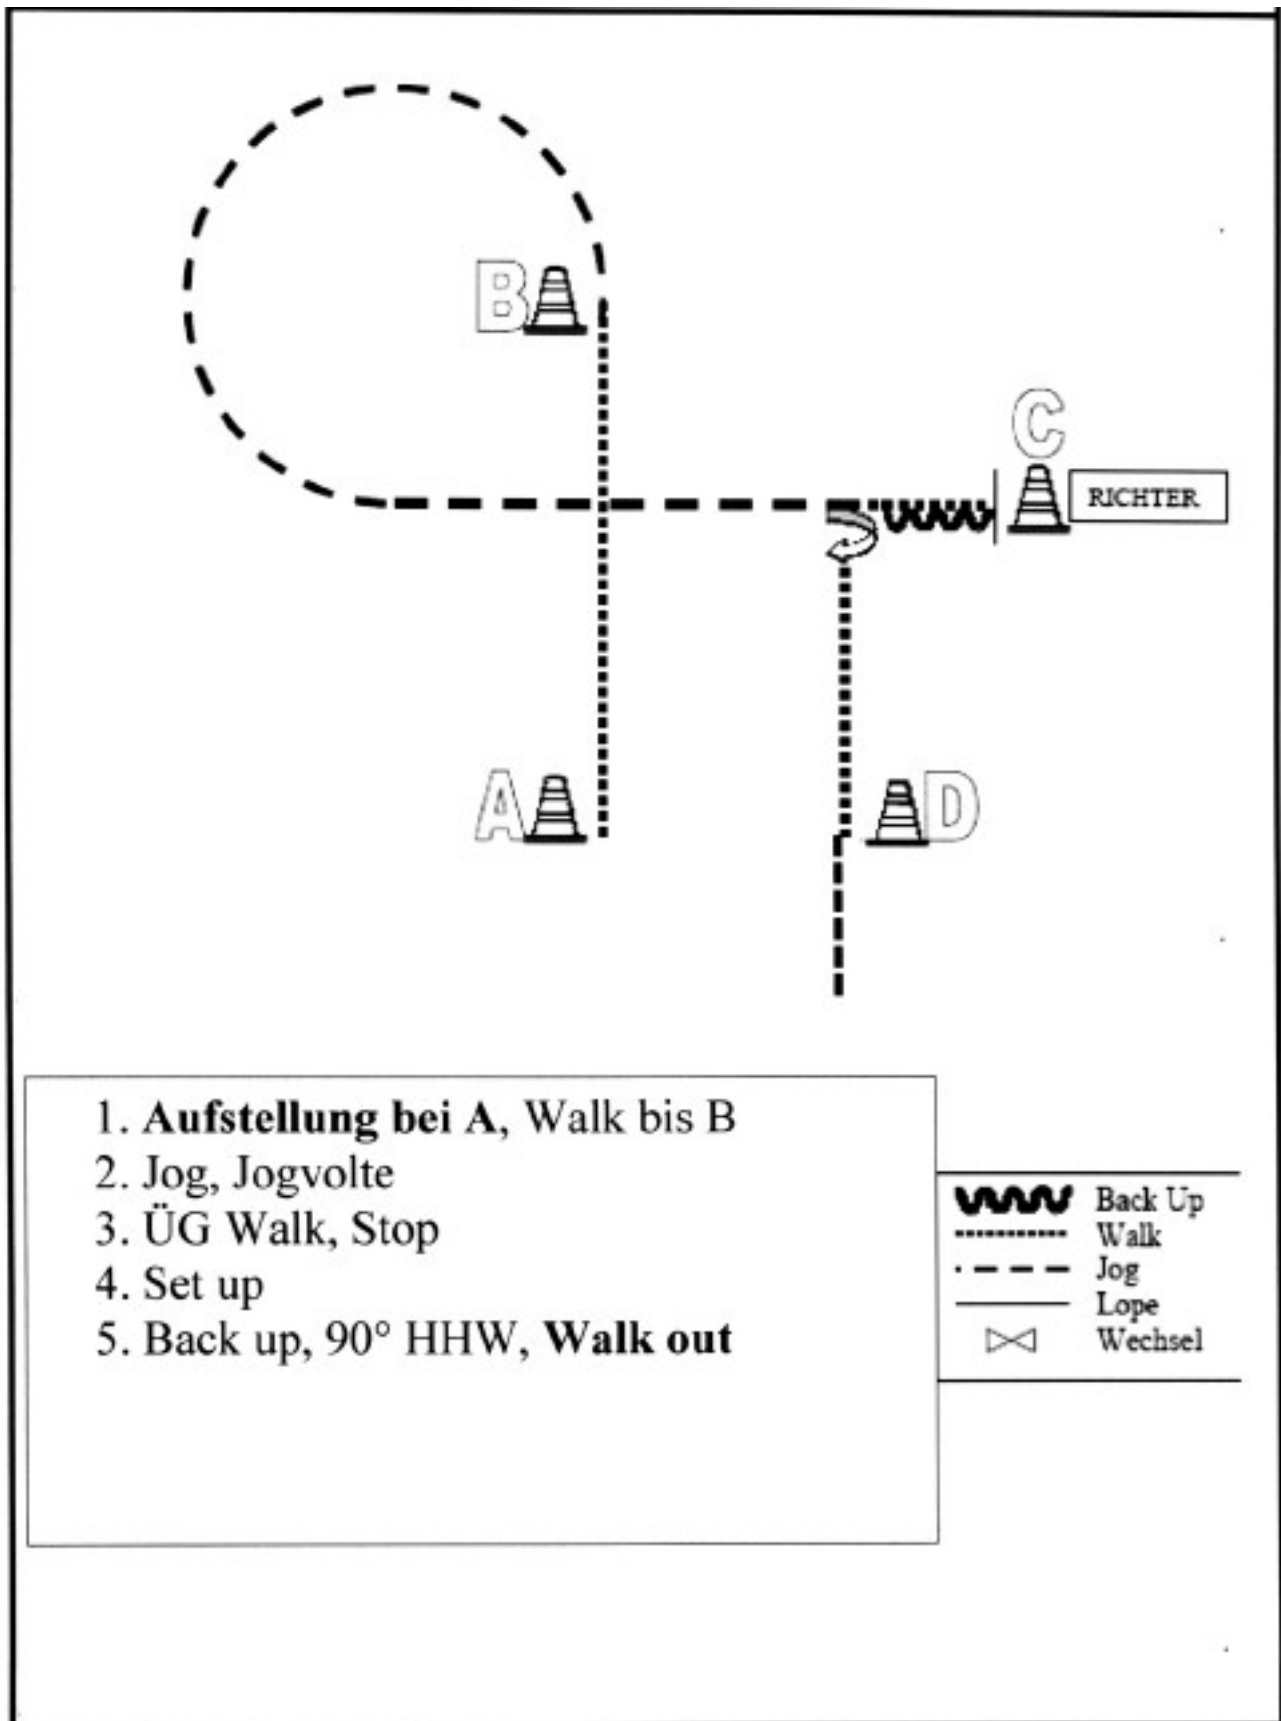 B
C
RICHTER
A
D
1. Aufstellung bei A, Walk bis B
2. Jog, Jogvolte
3. ÜG Walk, Stop
4. Set up
5. Back up, 90° HHW, Walk out
Back Up
Walk
Jog
Lope
Wechsel